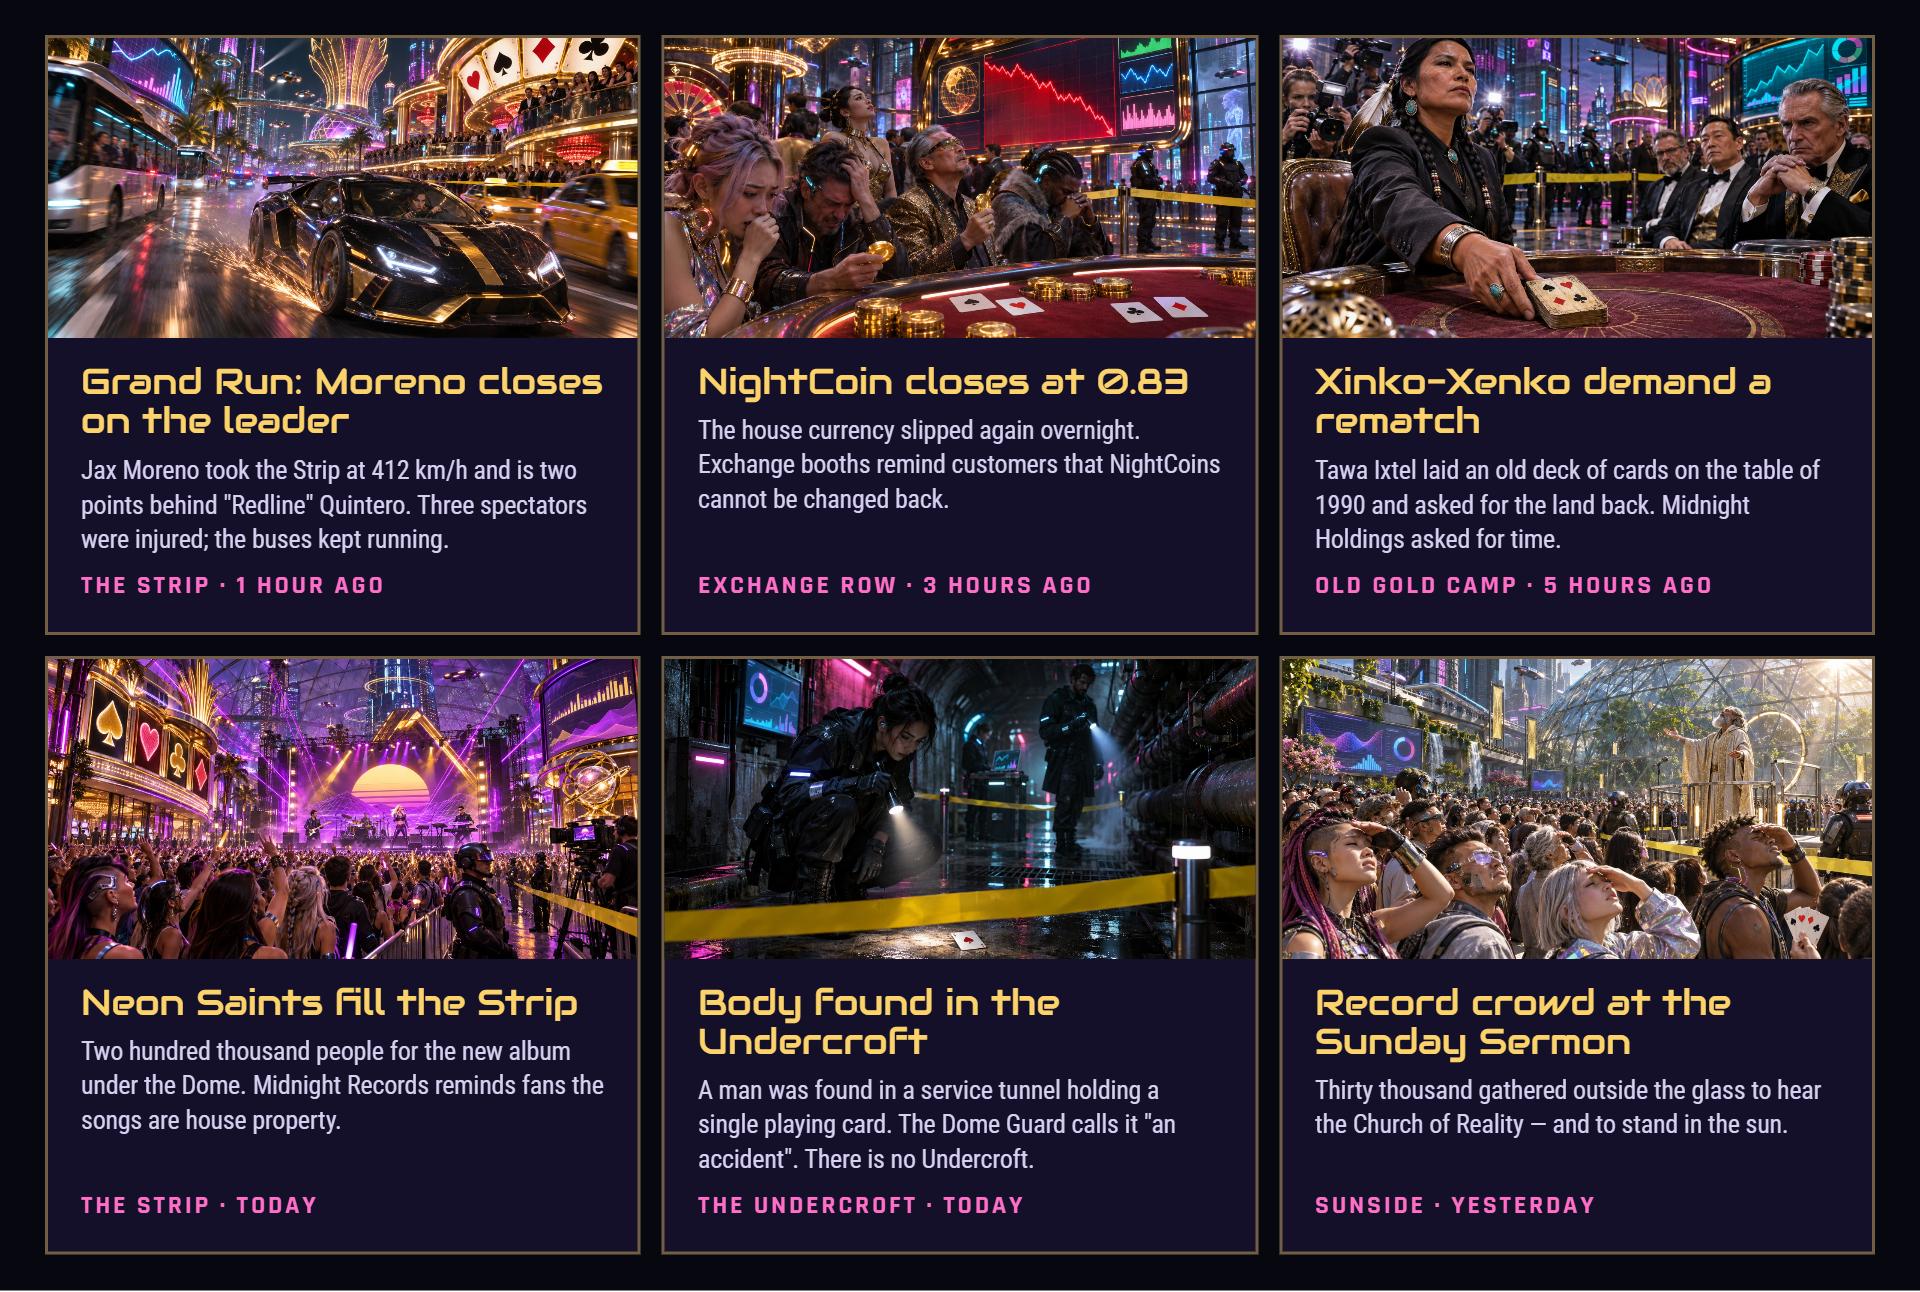 Grand Run: Moreno closes
on the leader
Jax Moreno took the Strip at 412 km/h and is two
points behind "Redline" Quintero. Three spectators
were injured; the buses kept running.
THE STRIP · 1 HOUR AGO
NightCoin closes at 0.83
The house currency slipped again overnight.
Exchange booths remind customers that NightCoins
cannot be changed back.
EXCHANGE ROW · 3 HOURS AGO
Xinko-Xenko demand a
rematch
Tawa Ixtel laid an old deck of cards on the table of
1990 and asked for the land back. Midnight
Holdings asked for time.
OLD GOLD CAMP · 5 HOURS AGO
Neon Saints fill the Strip
Two hundred thousand people for the new album
under the Dome. Midnight Records reminds fans the
songs are house property.
THE STRIP · TODAY
Body found in the
Undercroft
A man was found in a service tunnel holding a
single playing card. The Dome Guard calls it "an
accident". There is no Undercroft.
THE UNDERCROFT · TODAY
Record crowd at the
Sunday Sermon
Thirty thousand gathered outside the glass to hear
the Church of Reality — and to stand in the sun.
SUNSIDE · YESTERDAY